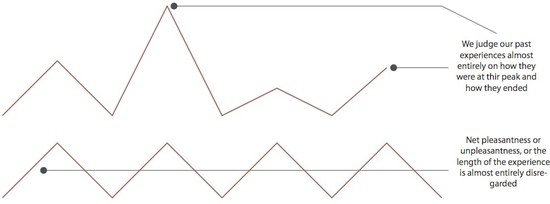 We judge our past
experiences almost
entirely on how they
were at thir peak and
how they ended
Net pleasantness or
unpleasantness, or the
length of the experience
is almost entirely disre-
garded